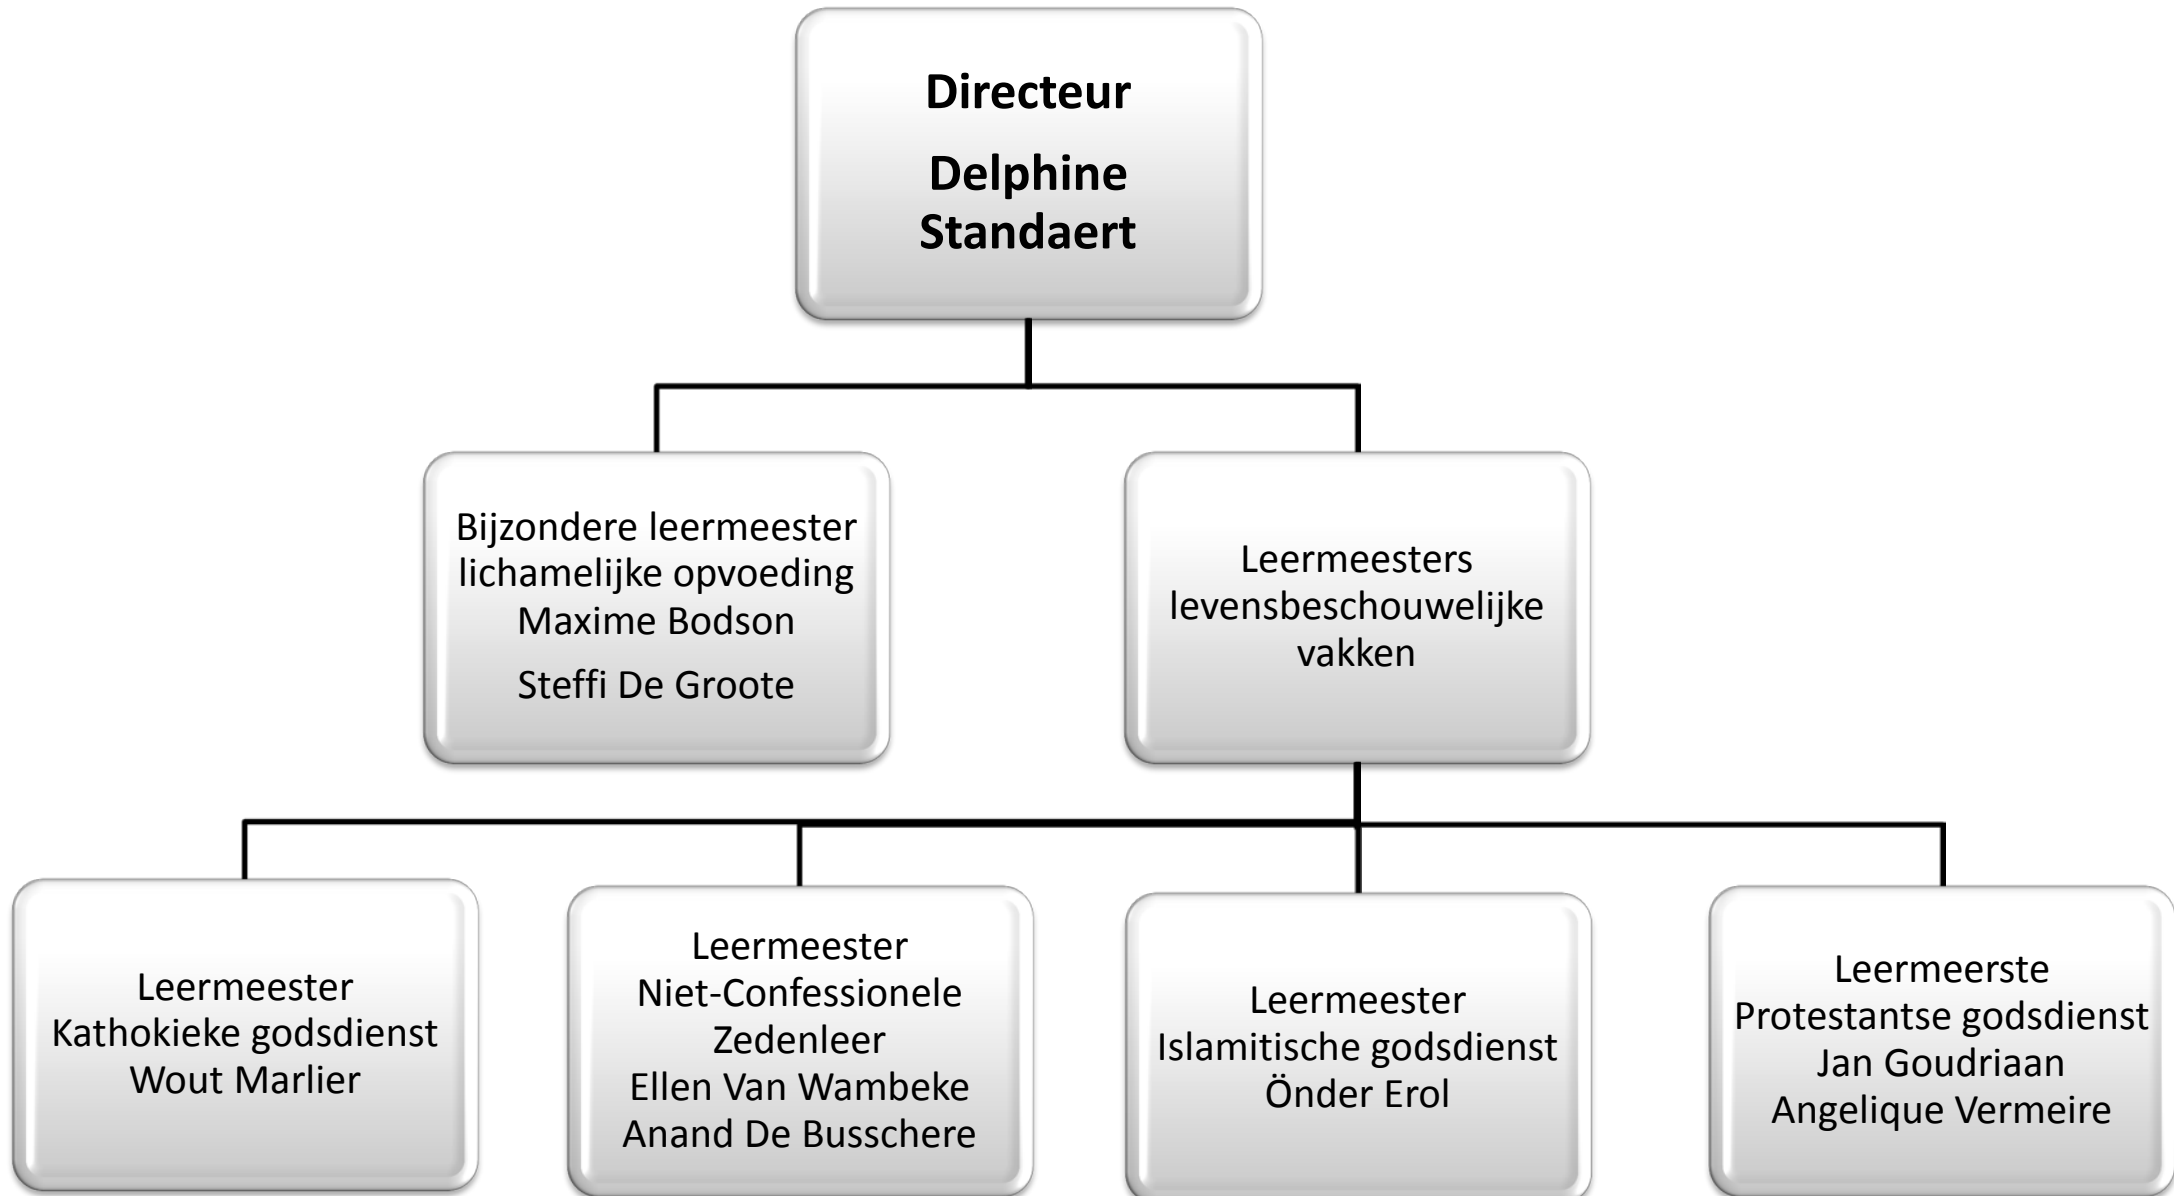 Directeur
Delphine
Standaert
Bijzondere leermeester
lichamelijke opvoeding
Maxime Bodson
Steffi De Groote
Leermeesters
levensbeschouwelijke
vakken
Leermeester
Kathokieke godsdienst
Wout Marlier
Leermeester
Niet-Confessionele
Zedenleer
Ellen Van Wambeke
Anand De Busschere
Leermeester
Islamitische godsdienst
Önder Erol
Leermeerste
Protestantse godsdienst
Jan Goudriaan
Angelique Vermeire